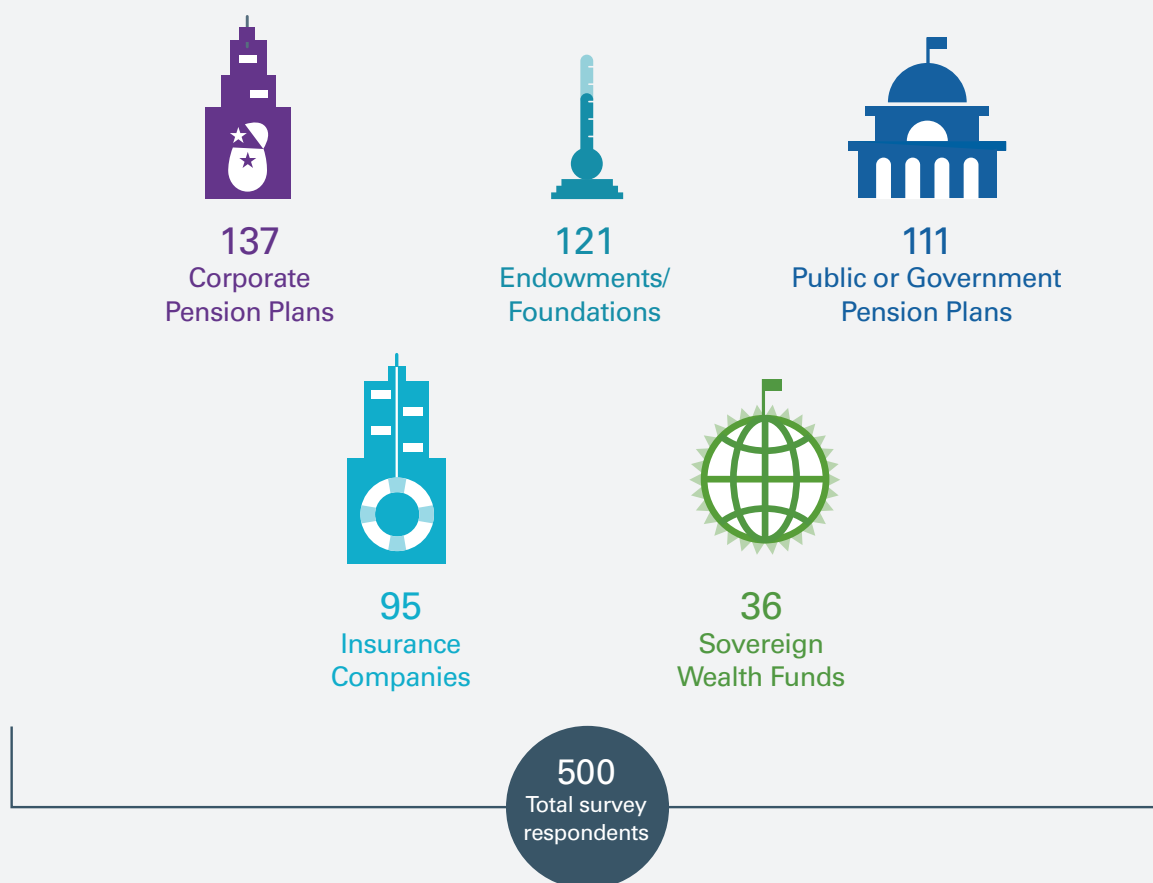 137
Corporate
Pension Plans
121
Endowments/
Foundations
111
Public or Government
Pension Plans
95
Insurance
Companies
36
Sovereign
Wealth Funds
500
Total survey
respondents